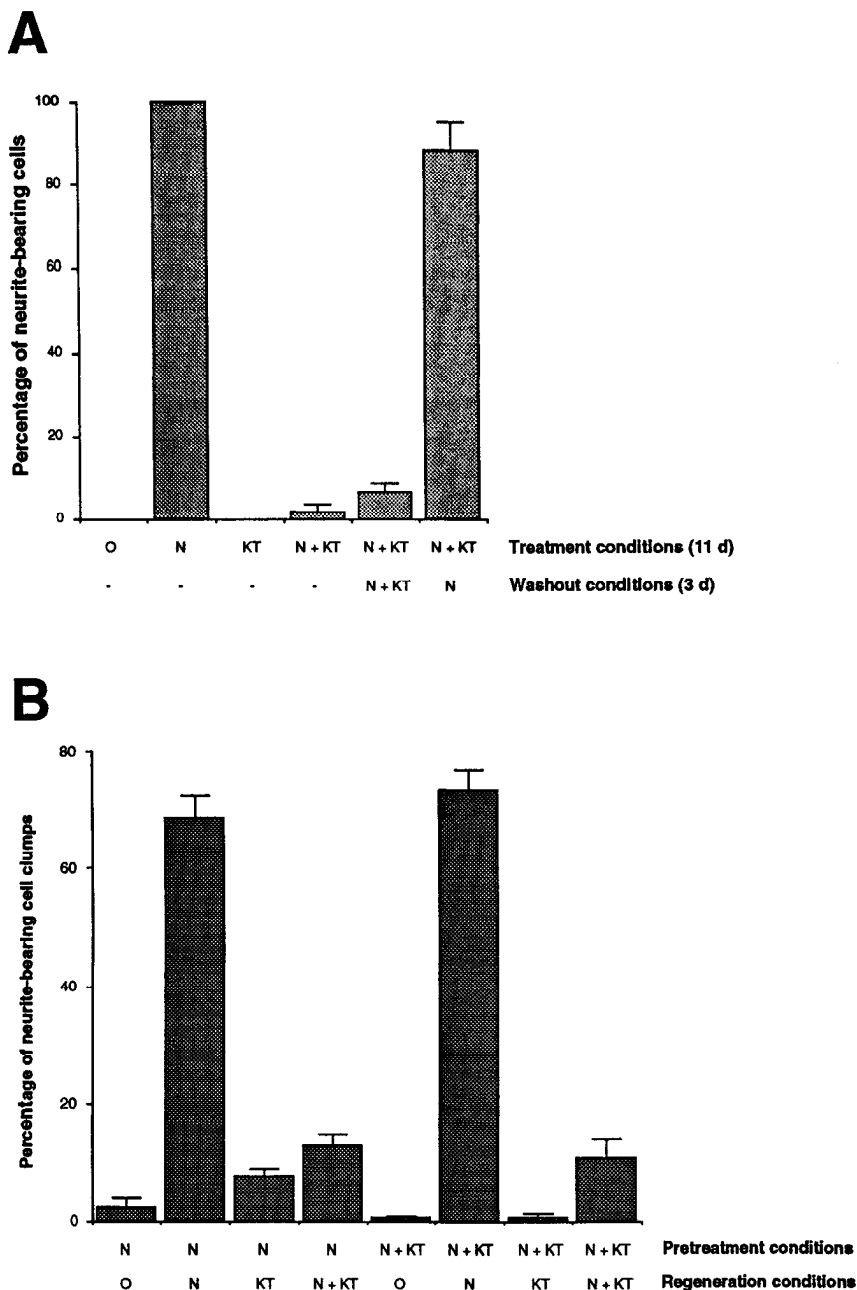 A
Percentage of neurite-bearing cells
100
80
60
40
20
0
O N KT N + KT N + KT N + KT Treatment conditions (11 d)
- - - - N + KT N Washout conditions (3 d)
B
Percentage of neurite-bearing cell clumps
80
60
40
20
0
N N N N N + KT N + KT N + KT N + KT Pretreatment conditions
O N KT N + KT O N KT N + KT Regeneration conditions